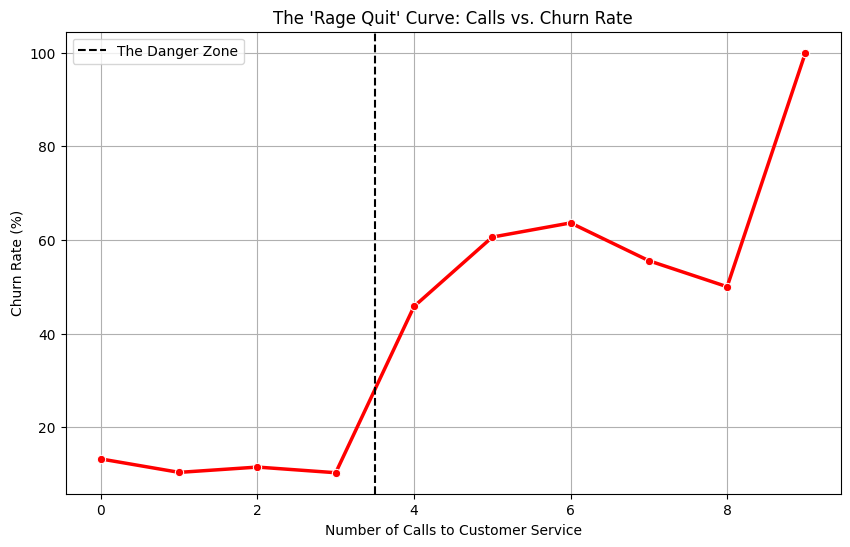 The 'Rage Quit' Curve: Calls vs. Churn Rate
The Danger Zone
100
80
60
40
20
Churn Rate (%)
0 2 4 6 8
Number of Calls to Customer Service